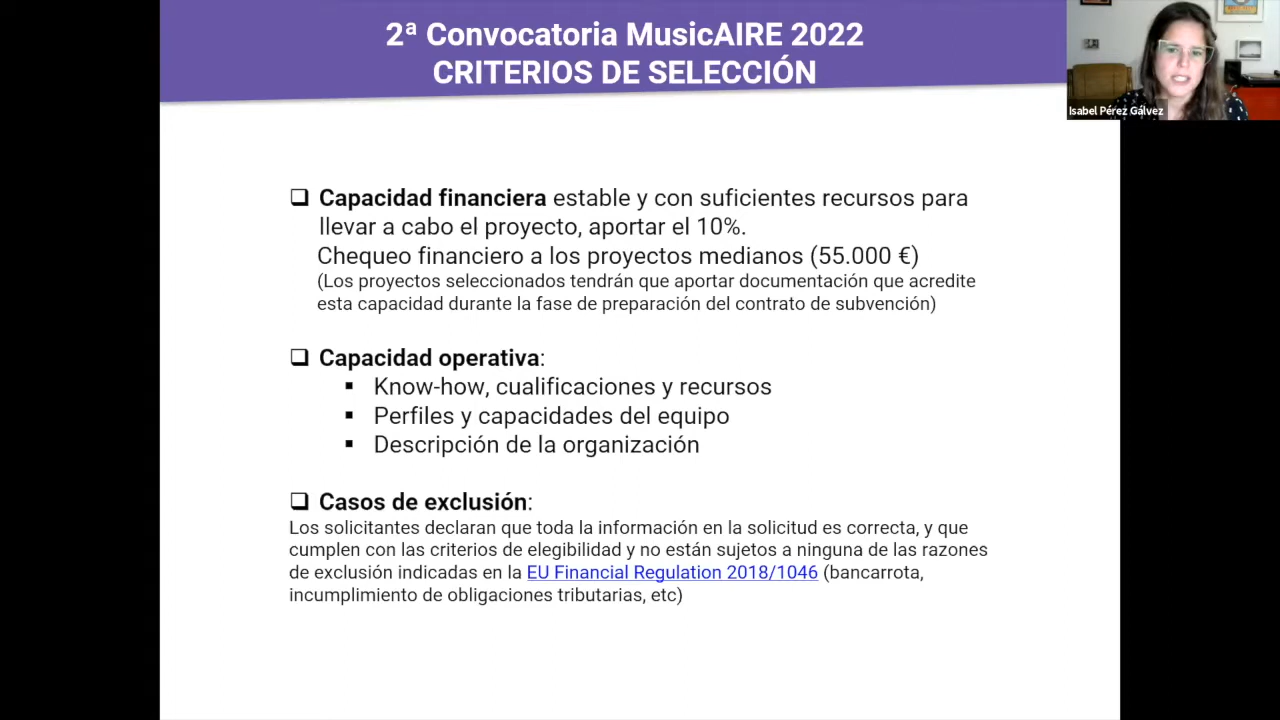 2ª Convocatoria MusicAIRE 2022
CRITERIOS DE SELECCIÓN
Isabel Pérez Gálvez
❑ Capacidad financiera estable y con suficientes recursos para
llevar a cabo el proyecto, aportar el 10%.
Chequeo financiero a los proyectos medianos (55.000 €)
(Los proyectos seleccionados tendrán que aportar documentación que acredite
esta capacidad durante la fase de preparación del contrato de subvención)
❑ Capacidad operativa:
▪ Know-how, cualificaciones y recursos
▪ Perfiles y capacidades del equipo
▪ Descripción de la organización
❑ Casos de exclusión:
Los solicitantes declaran que toda la información en la solicitud es correcta, y que
cumplen con las criterios de elegibilidad y no están sujetos a ninguna de las razones
de exclusión indicadas en la EU Financial Regulation 2018/1046 (bancarrota,
incumplimiento de obligaciones tributarias, etc)